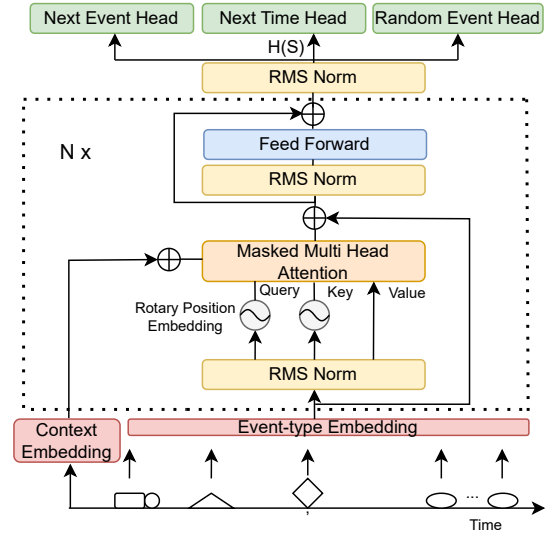 Next Event Head
Next Time Head
Random Event Head
H(S)
RMS Norm
N x
Feed Forward
RMS Norm
Masked Multi Head
Attention
Query
Key
Value
Rotary Position
Embedding
RMS Norm
Context
Embedding
Event-type Embedding
,
...
Time